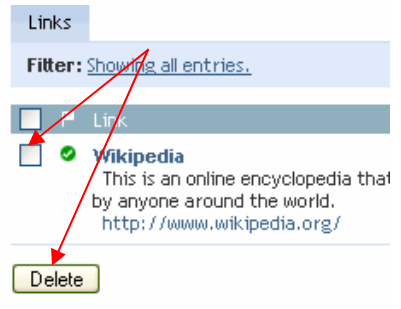 Links
Filter: Showing all entries.
Link
Wikipedia
This is an online encyclopedia that
by anyone around the world.
http://www.wikipedia.org/
Delete